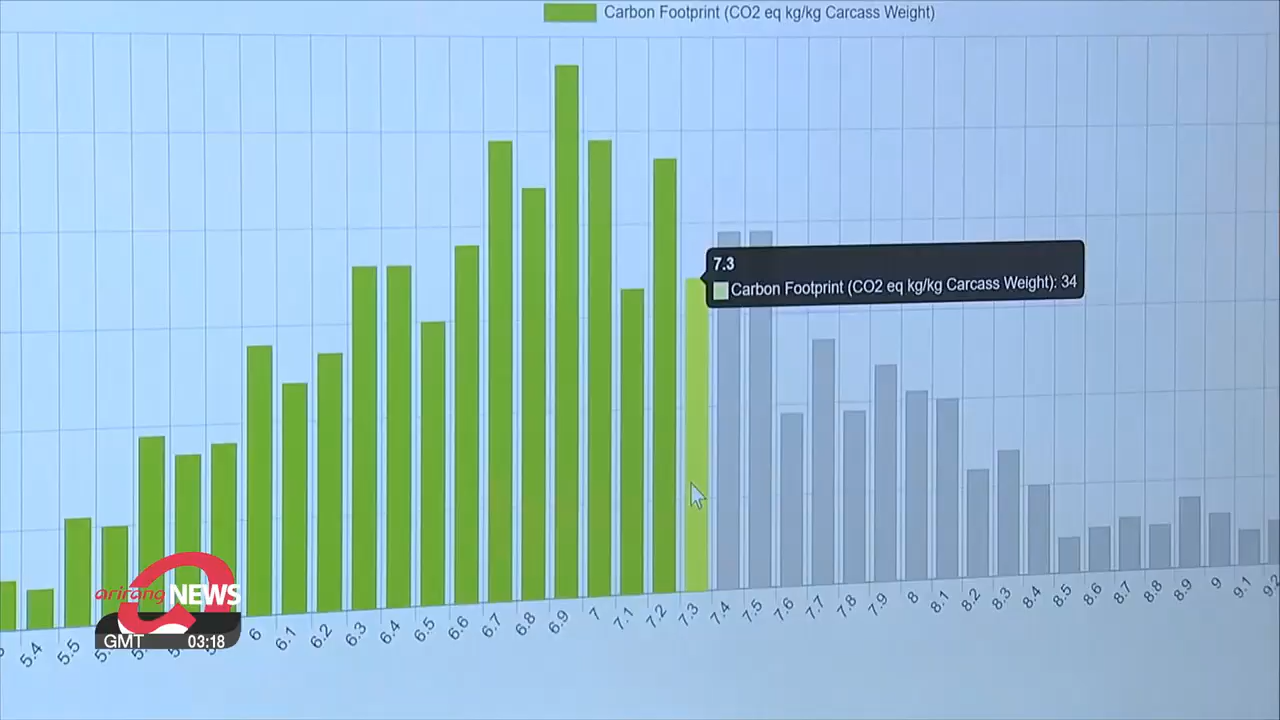 Carbon Footprint (CO2 eq kg/kg Carcass Weight)
7.3
Carbon Footprint (CO2 eq kg/kg Carcass Weight): 34
5.4 5.5 6 6.1 6.2 6.3 6.4 6.5 6.6 6.7 6.8 6.9 7 7.1 7.2 7.3 7.4 7.5 7.6 7.7 7.8 7.9 8 8.1 8.2 8.3 8.4 8.5 8.6 8.7 8.8 8.9 9 9.1 9.2
arirang NEWS
GMT 03:18